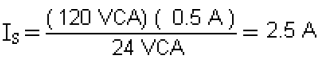 I_S = (120 VCA) ( 0.5 A ) / 24 VCA = 2.5 A